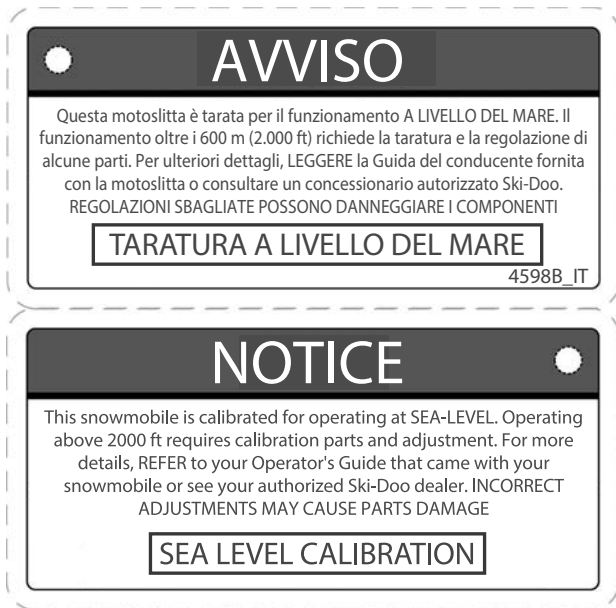 AVVISO
Questa motoslitta è tarata per il funzionamento A LIVELLO DEL MARE. Il
funzionamento oltre i 600 m (2.000 ft) richiede la taratura e la regolazione di
alcune parti. Per ulteriori dettagli, LEGGERE la Guida del conducente fornita
con la motoslitta o consultare un concessionario autorizzato Ski-Doo.
REGOLAZIONI SBAGLIATE POSSONO DANNEGGIARE I COMPONENTI
TARATURA A LIVELLO DEL MARE
4598B_IT
NOTICE
This snowmobile is calibrated for operating at SEA-LEVEL. Operating
above 2000 ft requires calibration parts and adjustment. For more
details, REFER to your Operator's Guide that came with your
snowmobile or see your authorized Ski-Doo dealer. INCORRECT
ADJUSTMENTS MAY CAUSE PARTS DAMAGE
SEA LEVEL CALIBRATION